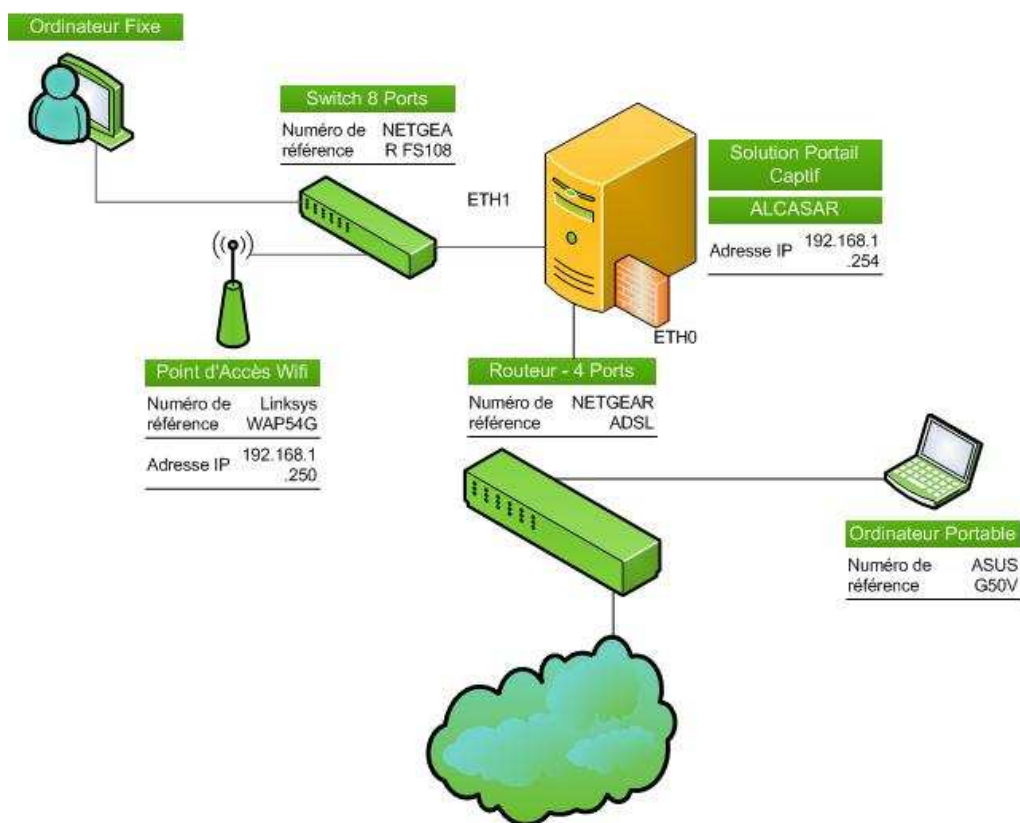 Ordinateur Fixe
Switch 8 Ports
Numéro de
référence
NETGEA
R FS108
ETH1
Solution Portail
Captif
ALCASAR
Adresse IP
192.168.1
.254
ETH0
Point d'Accès Wifi
Numéro de
référence
Linksys
WAP54G
Adresse IP
192.168.1
.250
Routeur - 4 Ports
Numéro de
référence
NETGEAR
ADSL
Ordinateur Portable
Numéro de
référence
ASUS
G50V